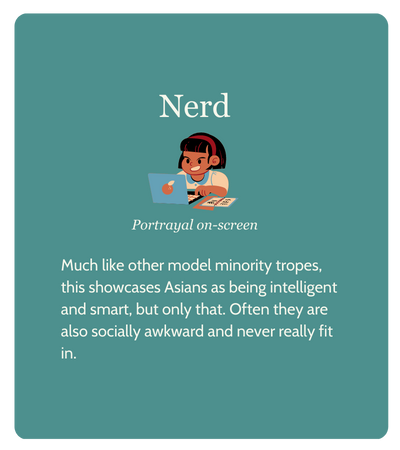 Nerd
Portrayal on-screen
Much like other model minority tropes,
this showcases Asians as being intelligent
and smart, but only that. Often they are
also socially awkward and never really fit
in.